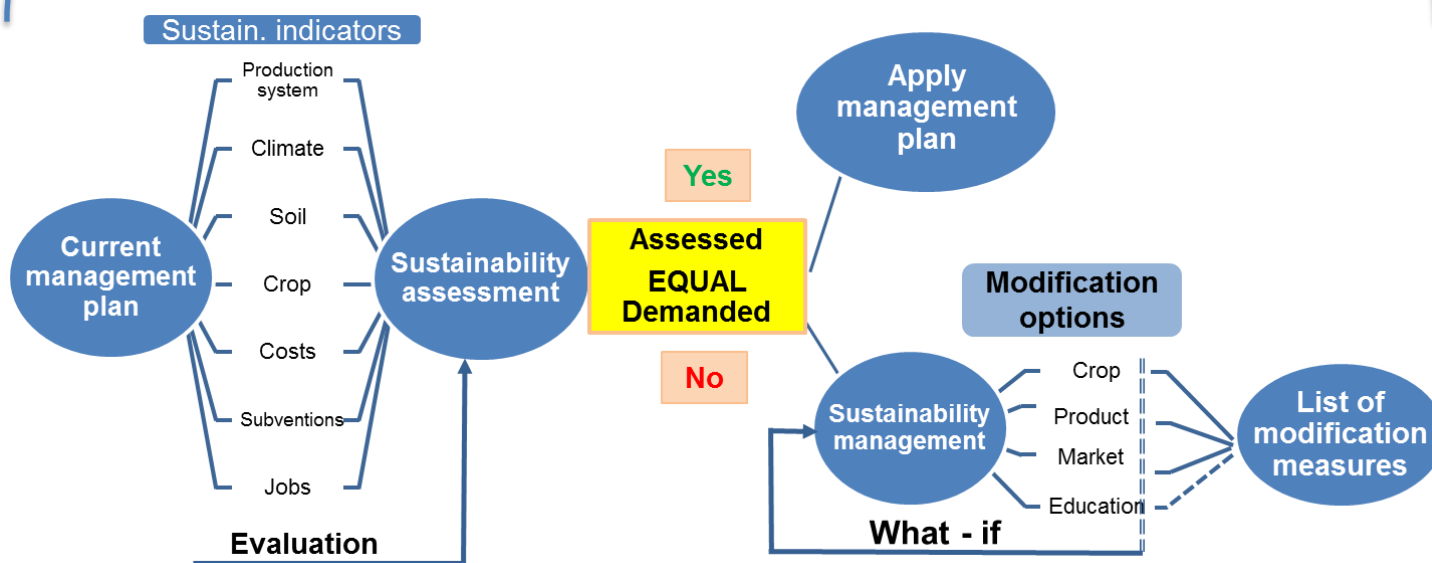 Sustain. indicators
Production
system
Climate
Soil
Crop
Costs
Subventions
Jobs
Current
management
plan
Sustainability
assessment
Evaluation
Yes
Assessed
EQUAL
Demanded
No
Apply
management
plan
Modification
options
Sustainability
management
Crop
Product
Market
Education
What - if
List of
modification
measures